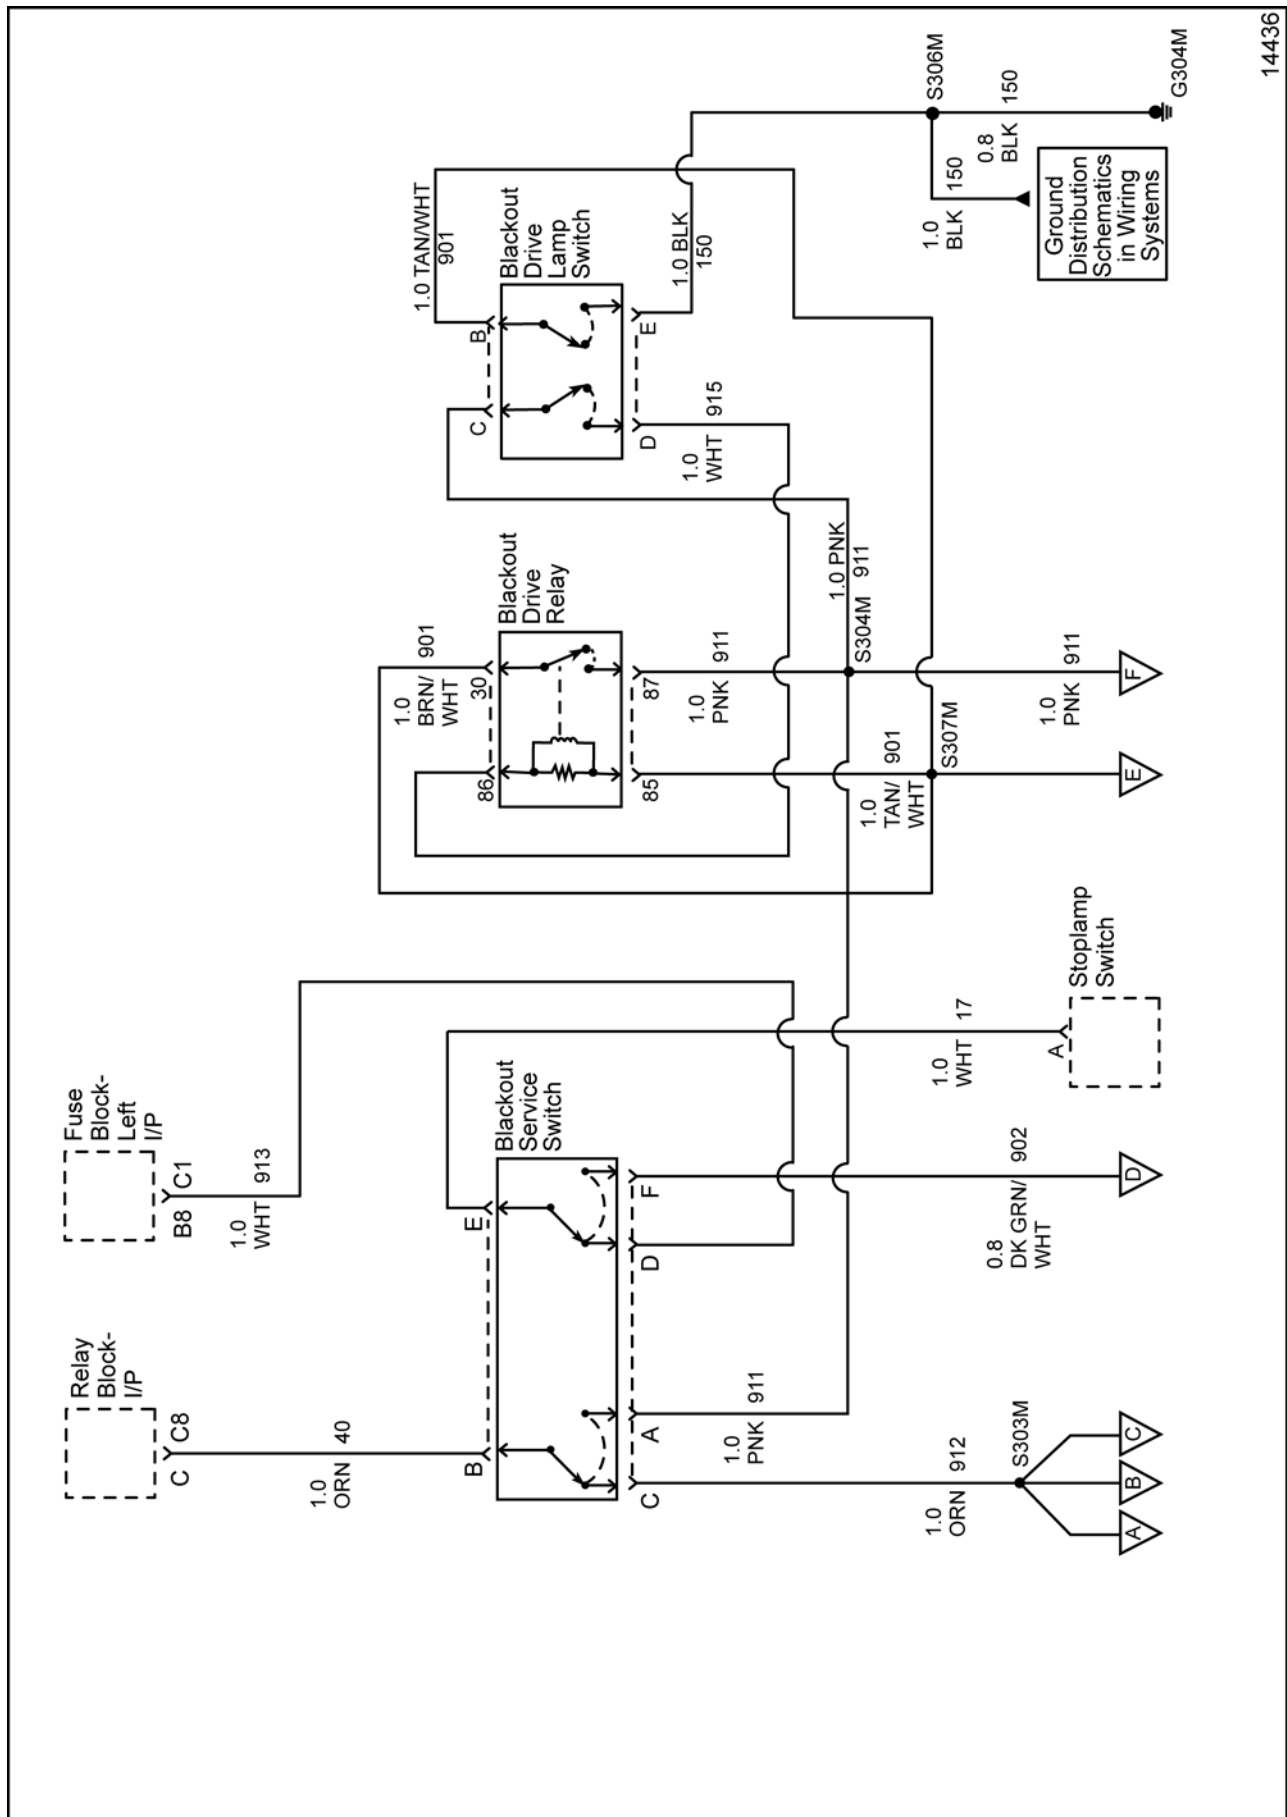 Relay
Block-
I/P
C
C8
1.0
ORN
40
B
Fuse
Block-
Left
I/P
B8
C1
1.0
WHT
913
E
Blackout
Service
Switch
C
A
D
F
1.0
PNK
911
1.0
ORN
912
S303M
A
B
C
0.8
DK GRN/
WHT
902
D
1.0
WHT
17
A
Stoplamp
Switch
1.0
BRN/
WHT
901
86
30
Blackout
Drive
Relay
85
87
1.0
PNK
911
1.0
TAN/
WHT
901
S304M
1.0 PNK
911
S307M
1.0
PNK
911
E
F
1.0 TAN/WHT
901
C
B
Blackout
Drive
Lamp
Switch
D
E
1.0
WHT
915
1.0 BLK
150
S306M
1.0
BLK
150
0.8
BLK
150
Ground
Distribution
Schematics
in Wiring
Systems
G304M
14436